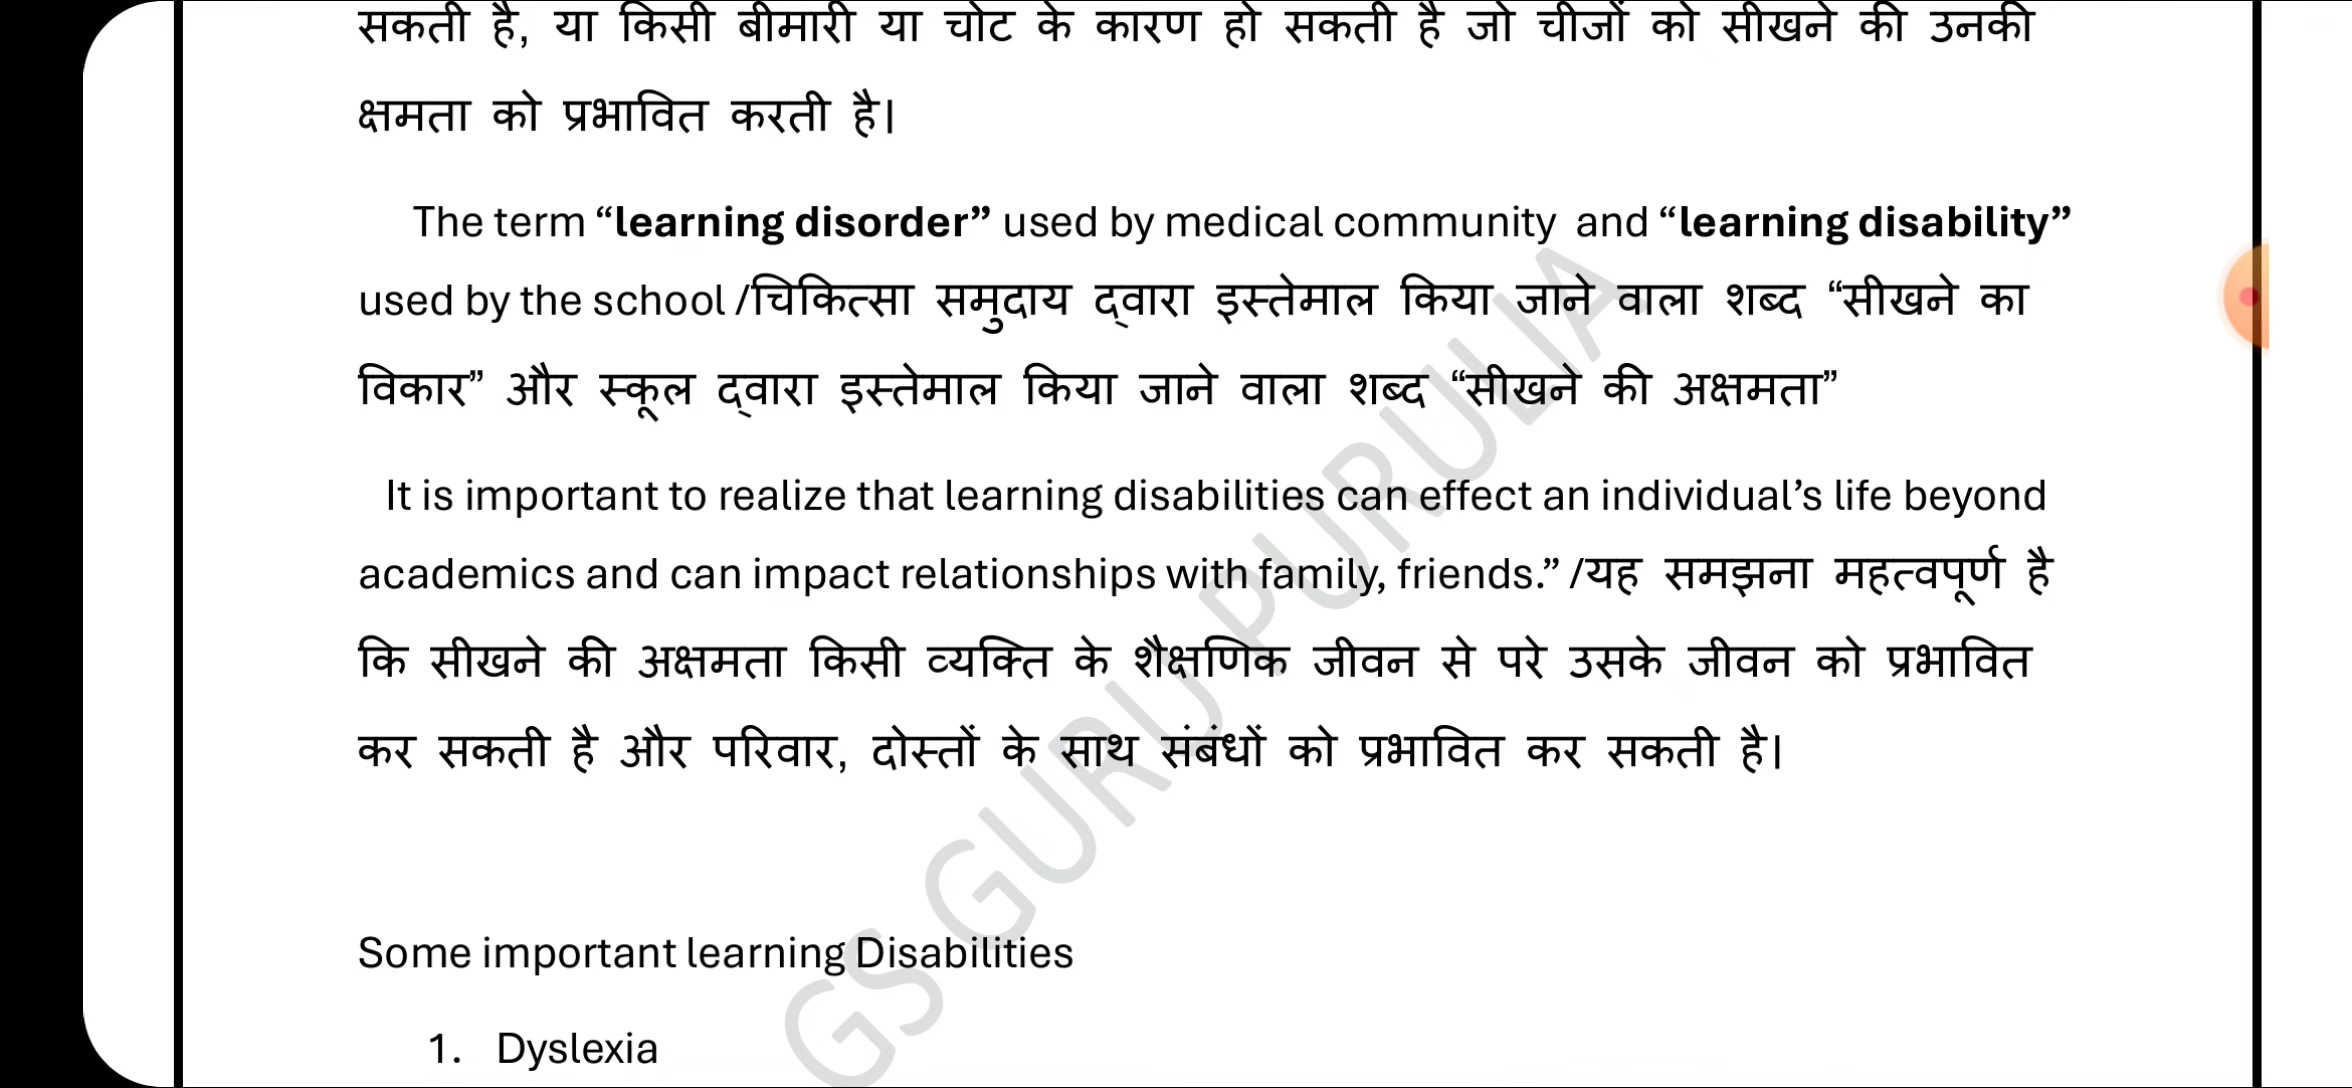 सकती है, या किसी बीमारी या चोट के कारण हो सकती है जो चीजों को सीखने की उनकी
क्षमता को प्रभावित करती है।
The term “learning disorder” used by medical community and “learning disability”
used by the school /चिकित्सा समुदाय द्वारा इस्तेमाल किया जाने वाला शब्द “सीखने का
विकार” और स्कूल द्वारा इस्तेमाल किया जाने वाला शब्द “सीखने की अक्षमता”
It is important to realize that learning disabilities can effect an individual’s life beyond
academics and can impact relationships with family, friends.” /यह समझना महत्वपूर्ण है
कि सीखने की अक्षमता किसी व्यक्ति के शैक्षणिक जीवन से परे उसके जीवन को प्रभावित
कर सकती है और परिवार, दोस्तों के साथ संबंधों को प्रभावित कर सकती है।
GS GURU PURULIA
Some important learning Disabilities
1. Dyslexia